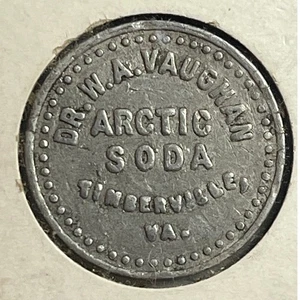 DR. W. A. VAUGHAN
ARCTIC
SODA
TIMBERVILLE,
VA.